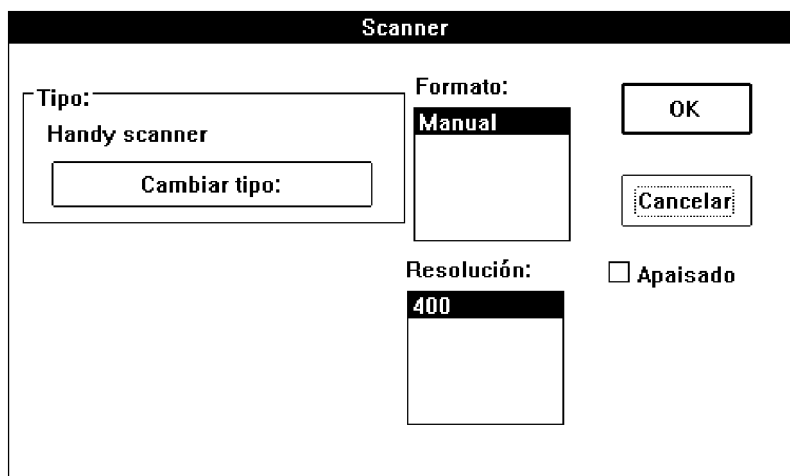 Scanner
Tipo:
Handy scanner
Cambiar tipo:
Formato:
Manual
Resolución:
400
OK
Cancelar
Apaisado